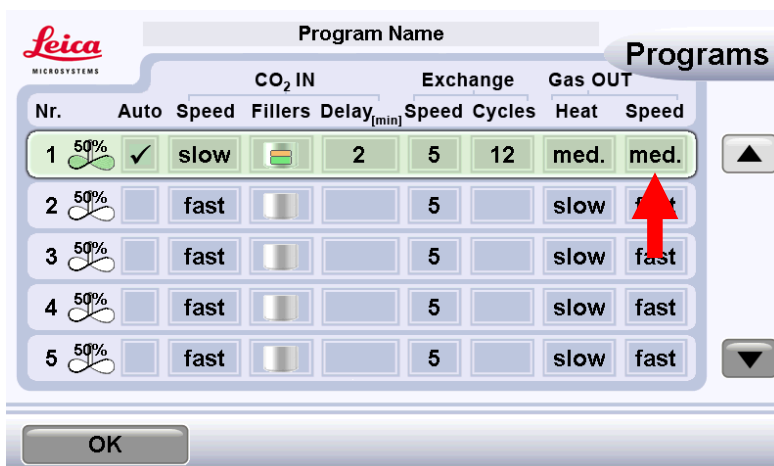 Leica
MICROSYSTEMS
Program Name
Programs
CO₂ IN Exchange Gas OUT
Nr. Auto Speed Fillers Delay[min] Speed Cycles Heat Speed
1 50% ✓ slow 2 5 12 med. med.
2 50% fast 5 slow
3 50% fast 5 slow fast
4 50% fast 5 slow fast
5 50% fast 5 slow fast
OK